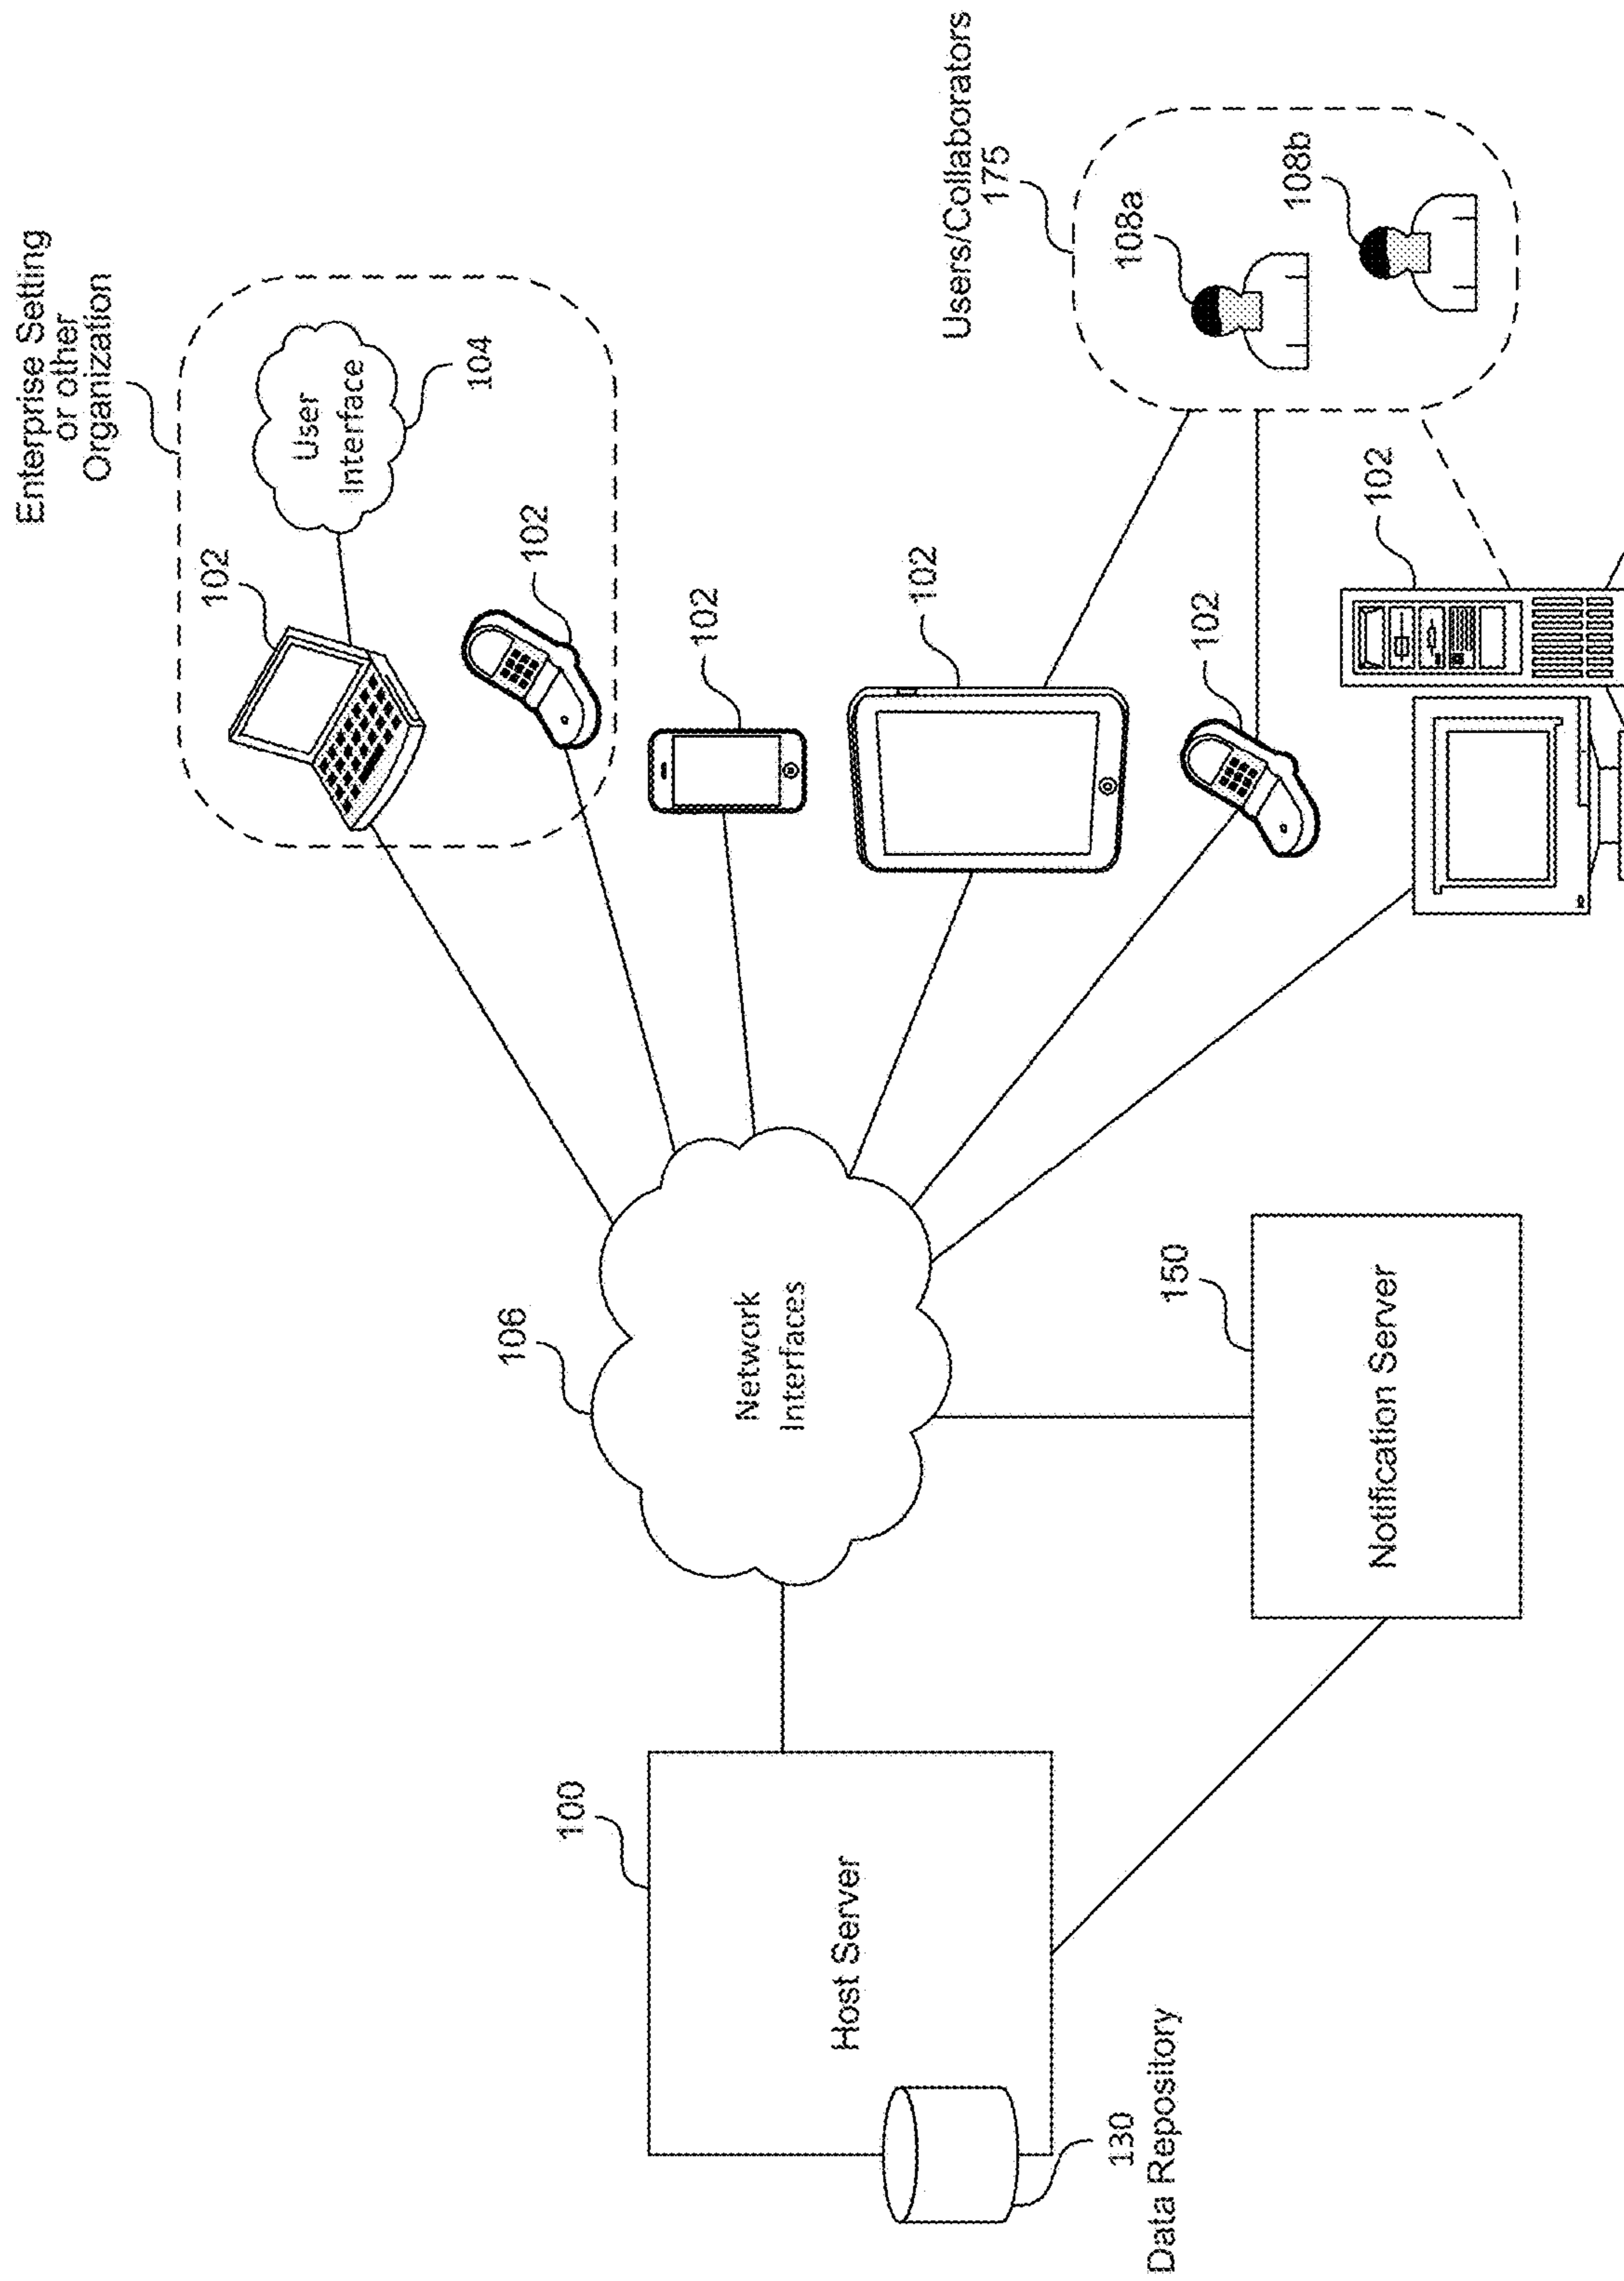 Enterprise Setting
or other
Organization
102
User
Interface
104
102
102
102
102
102
Users/Collaborators
175
108a
108b
106
Network
Interfaces
100
Host Server
130
Data Repository
150
Notification Server